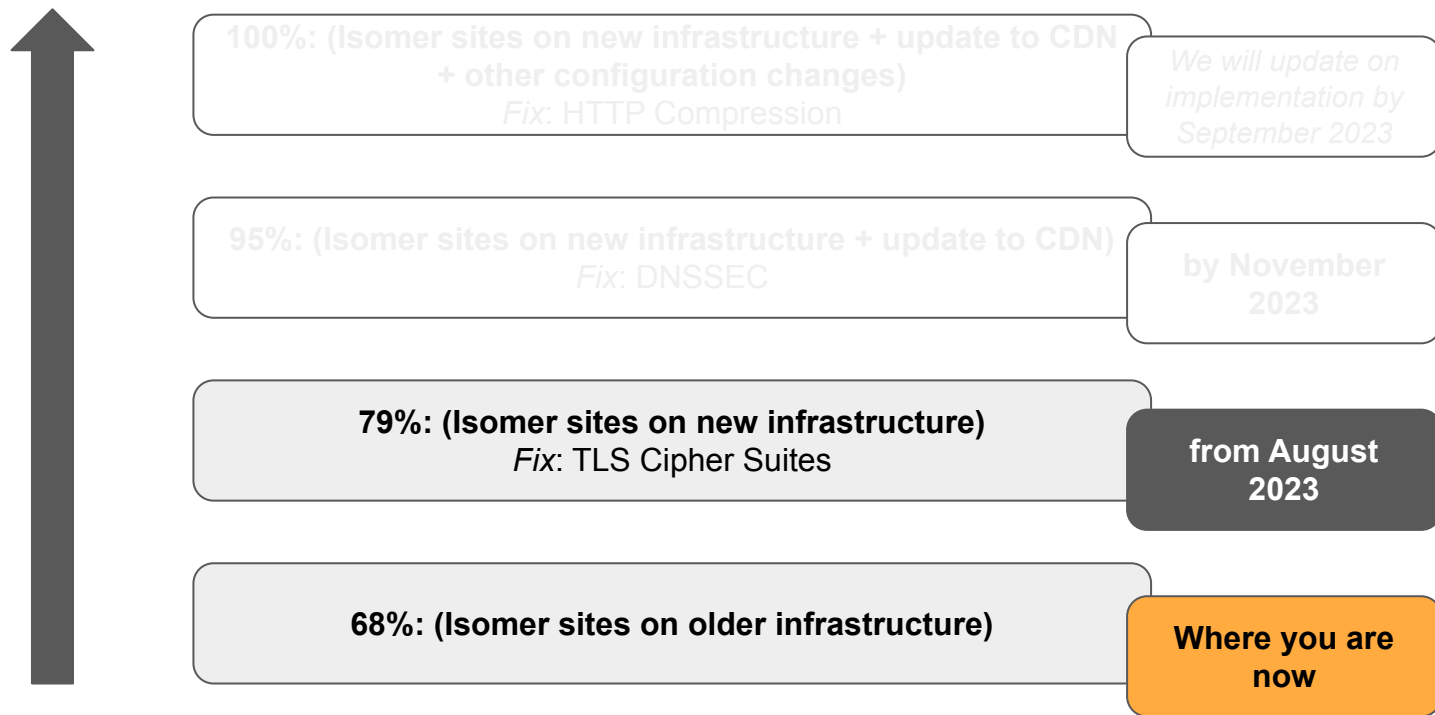 100%: (Isomer sites on new infrastructure + update to CDN
+ other configuration changes)
Fix: HTTP Compression
We will update on
implementation by
September 2023
95%: (Isomer sites on new infrastructure + update to CDN)
Fix: DNSSEC
by November
2023
79%: (Isomer sites on new infrastructure)
Fix: TLS Cipher Suites
from August
2023
68%: (Isomer sites on older infrastructure)
Where you are
now